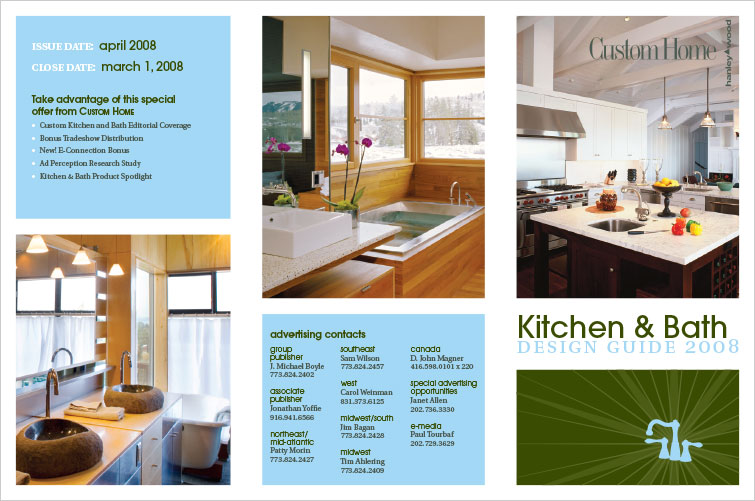 ISSUE DATE: april 2008
CLOSE DATE: march 1, 2008
Take advantage of this special
offer from Custom Home
Custom Kitchen and Bath Editorial Coverage
Bonus Tradeshow Distribution
New! E-Connection Bonus
Ad Perception Research Study
Kitchen & Bath Product Spotlight
advertising contacts
group
publisher
J. Michael Boyle
773.824.2402
associate
publisher
Jonathan Yoffie
916.941.6566
northeast/
mid-atlantic
Patty Morin
773.824.2427
southeast
Sam Wilson
773.824.2457
west
Carol Weinman
831.373.6125
midwest/south
Jim Bagan
773.824.2428
midwest
Tim Ahlering
773.824.2409
canada
D. John Magner
416.598.0101 x 220
special advertising
opportunities
Janet Allen
202.736.3330
e-media
Paul Tourbaf
202.729.3629
Custom Home
hanley wood
Kitchen & Bath
DESIGN GUIDE 2008